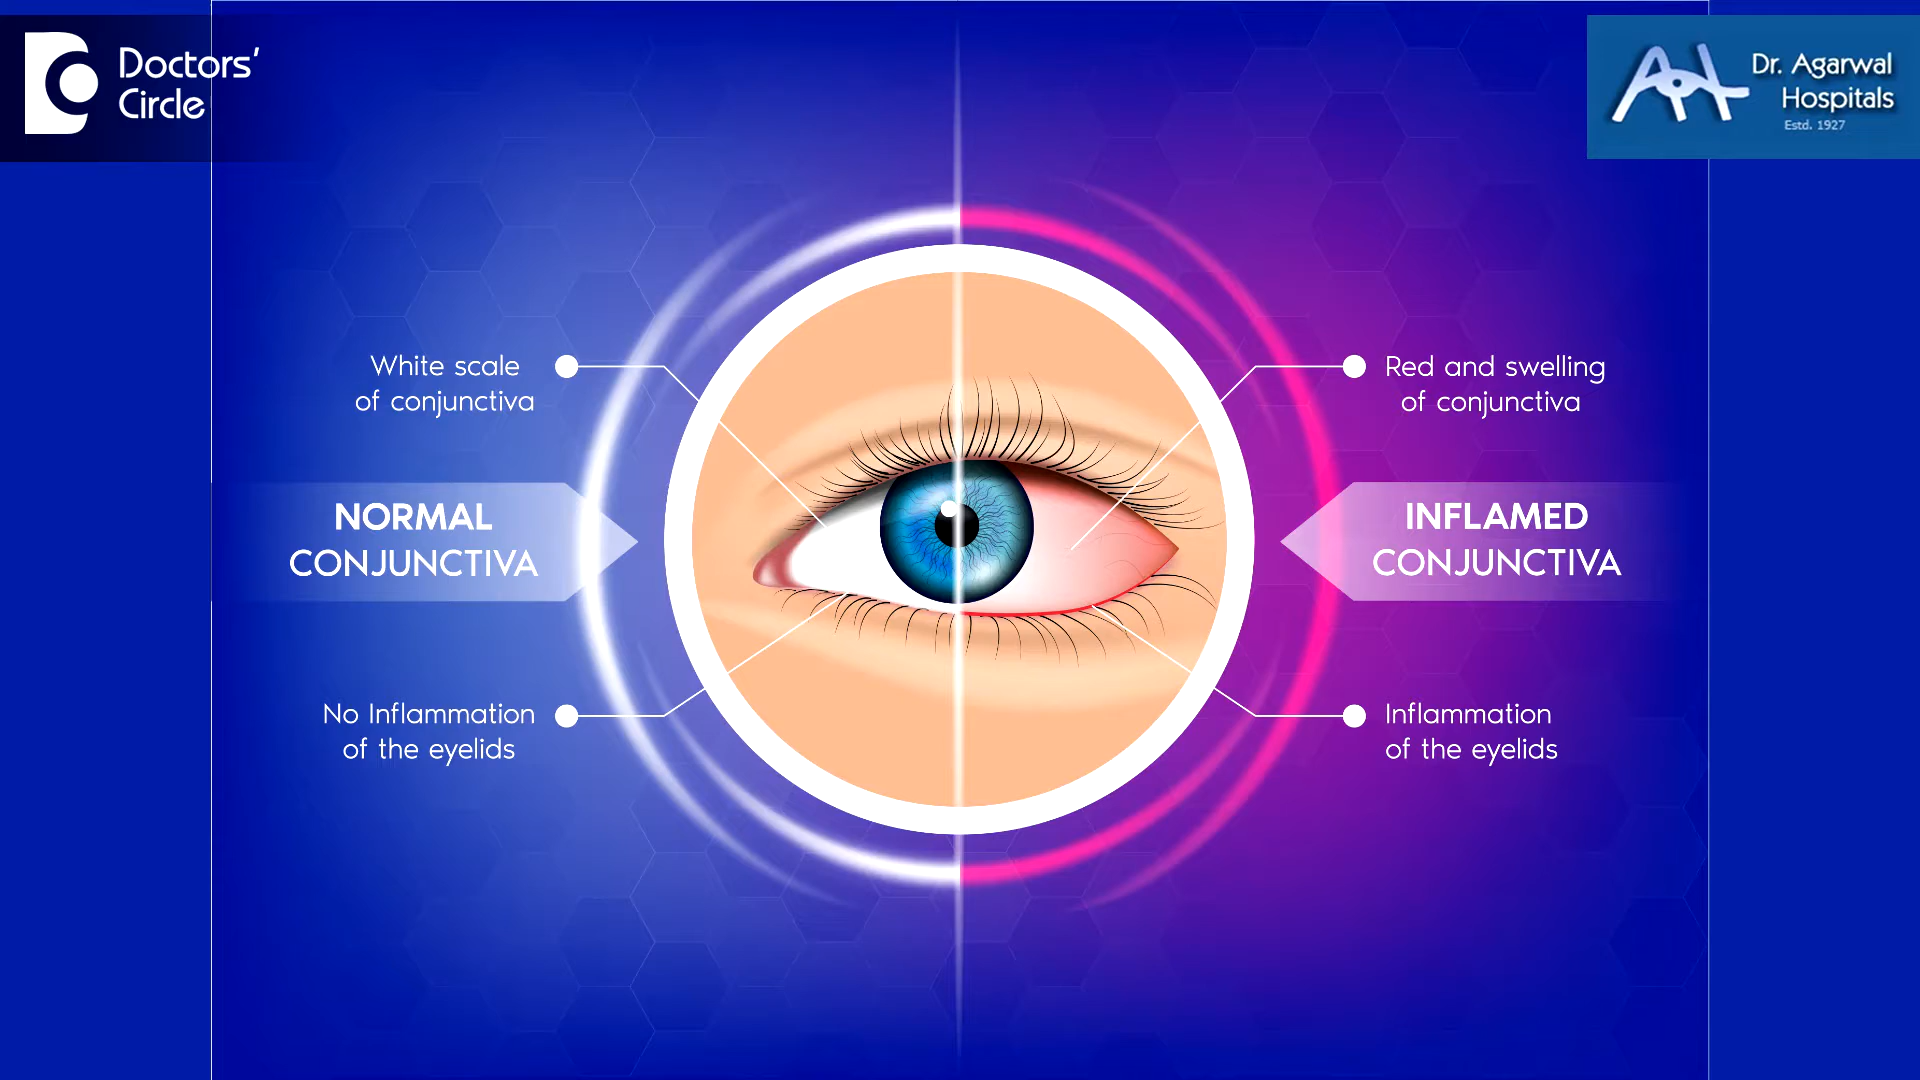 Doctors'
Circle
Dr. Agarwal
Hospitals
Estd. 1927
White scale
of conjunctiva
NORMAL
CONJUNCTIVA
No Inflammation
of the eyelids
Red and swelling
of conjunctiva
INFLAMED
CONJUNCTIVA
Inflammation
of the eyelids